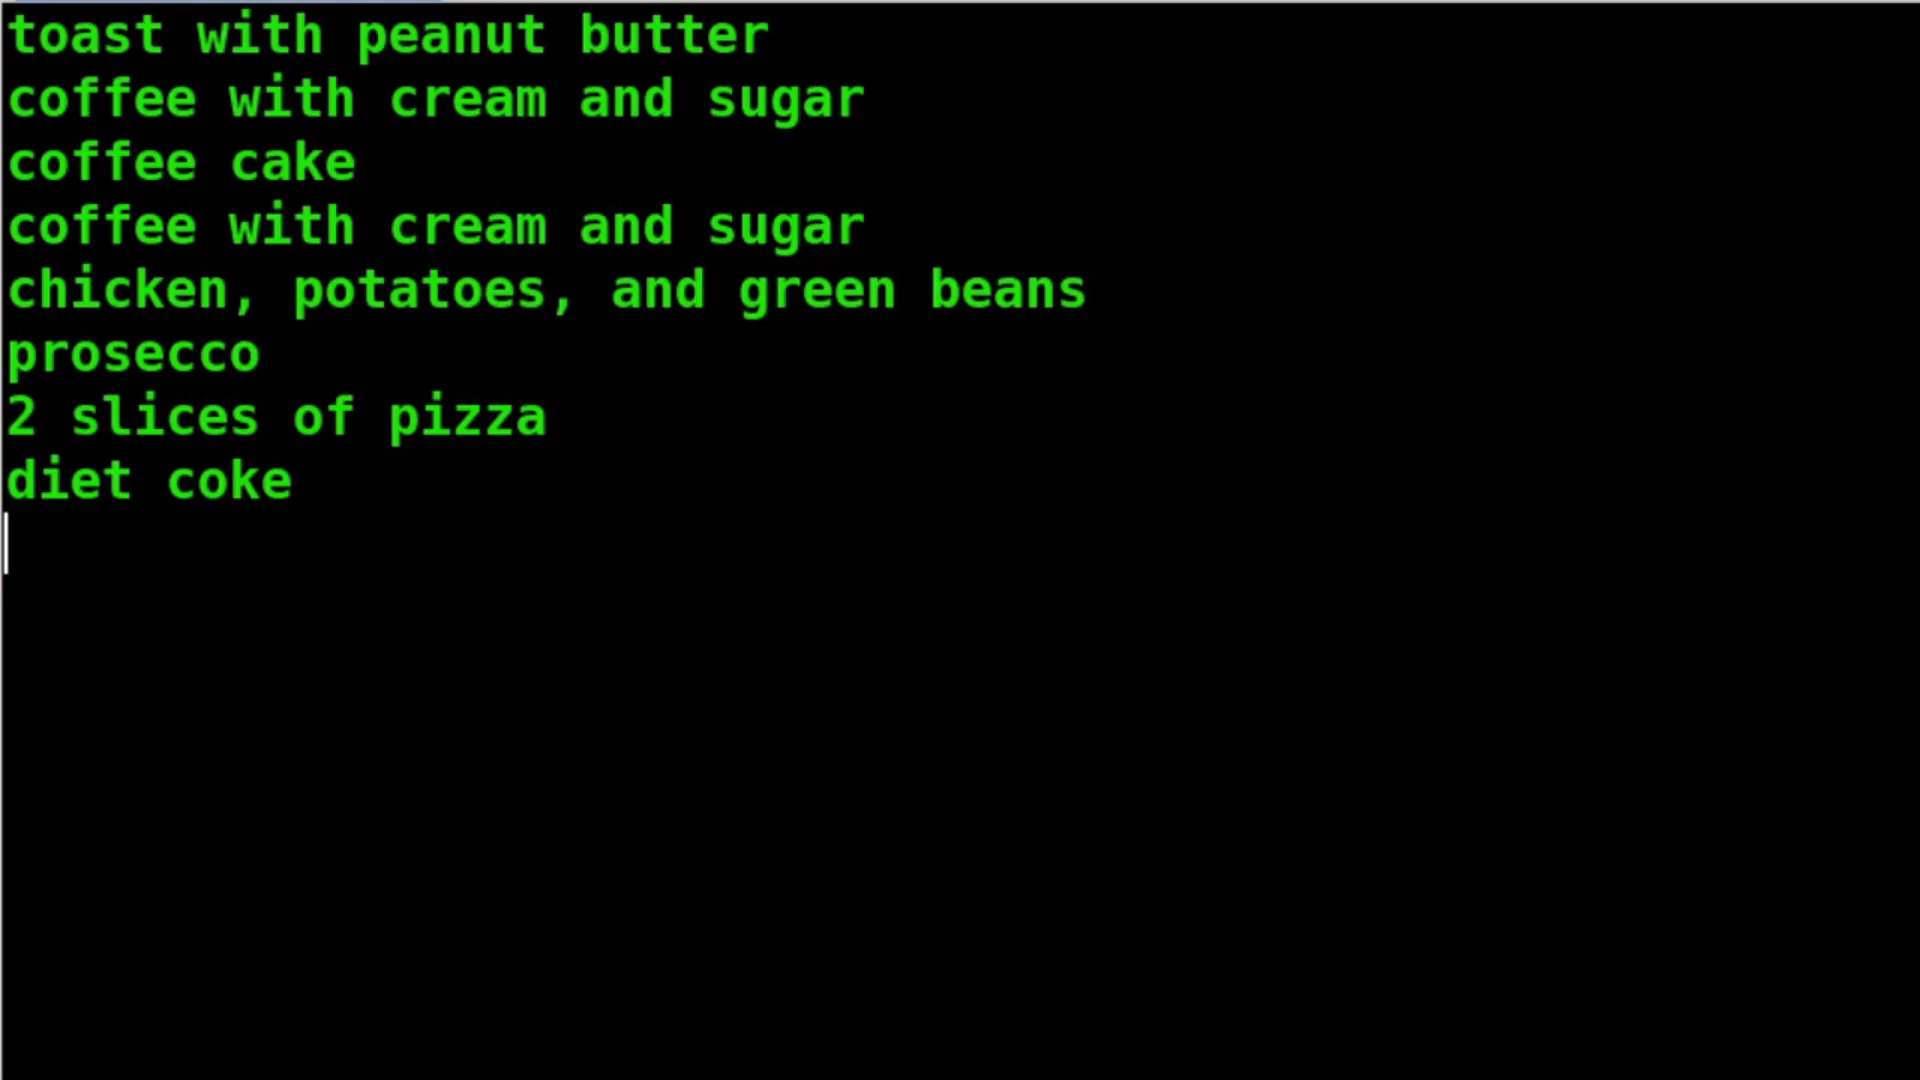 toast with peanut butter
coffee with cream and sugar
coffee cake
coffee with cream and sugar
chicken, potatoes, and green beans
prosecco
2 slices of pizza
diet coke